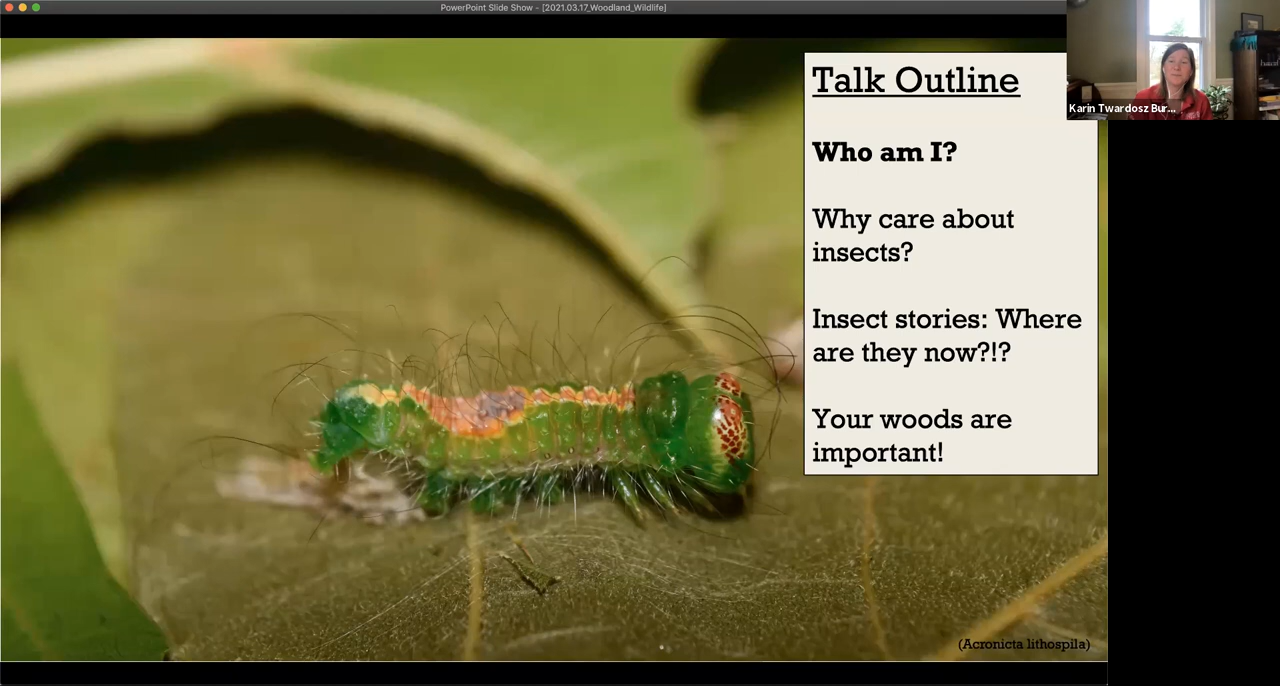 PowerPoint Slide Show - [2021.03.17_Woodland_Wildlife]
Talk Outline
Who am I?
Why care about
insects?
Insect stories: Where
are they now?!?
Your woods are
important!
(Acronicta lithospila)
Karin Twardosz Bur...